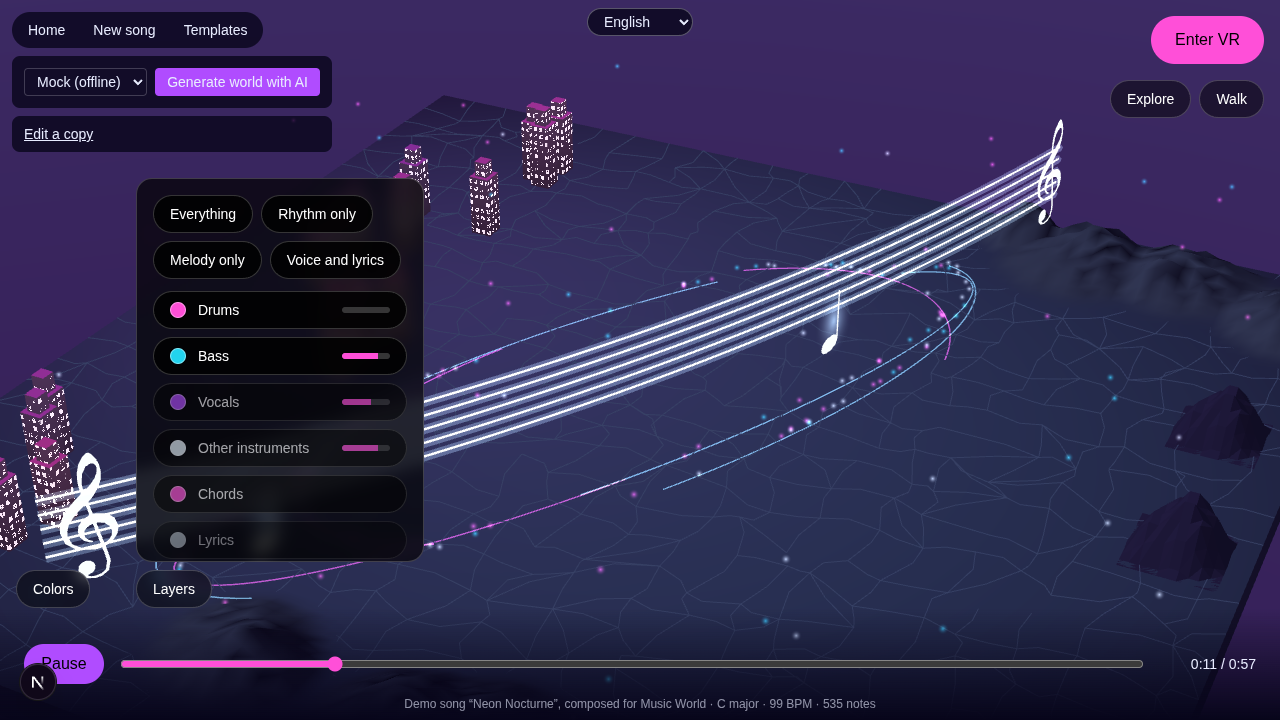 Home New song Templates
English
Enter VR
Mock (offline) Generate world with AI
Explore Walk
Edit a copy
Everything Rhythm only
Melody only Voice and lyrics
Drums
Bass
Vocals
Other instruments
Chords
Lyrics
Colors Layers
Pause
N
0:11 / 0:57
Demo song “Neon Nocturne”, composed for Music World · C major · 99 BPM · 535 notes